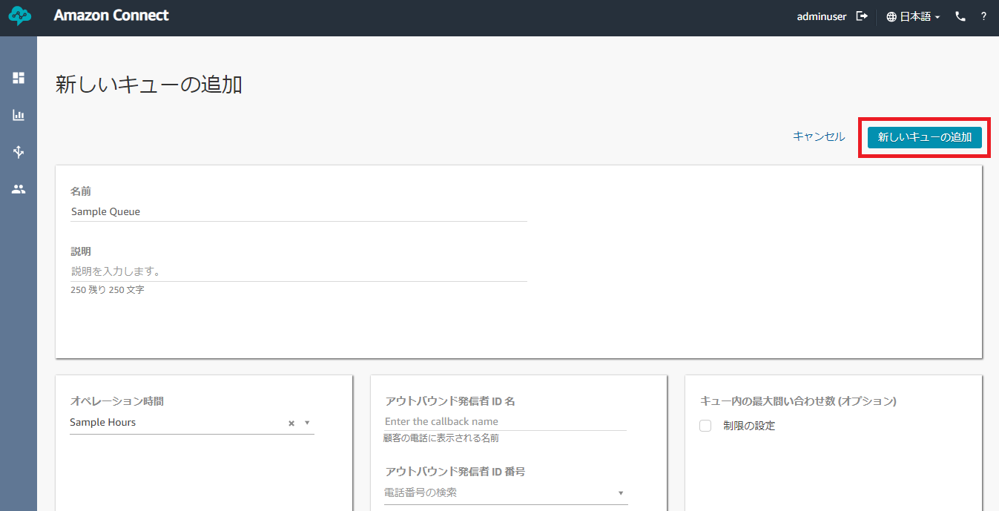 Amazon Connect
adminuser
日本語
?
新しいキューの追加
キャンセル
新しいキューの追加
名前
Sample Queue
説明
説明を入力します。
250 残り 250 文字
オペレーション時間
Sample Hours
アウトバウンド発信者 ID 名
Enter the callback name
顧客の電話に表示される名前
アウトバウンド発信者 ID 番号
電話番号の検索
キュー内の最大問い合わせ数 (オプション)
制限の設定